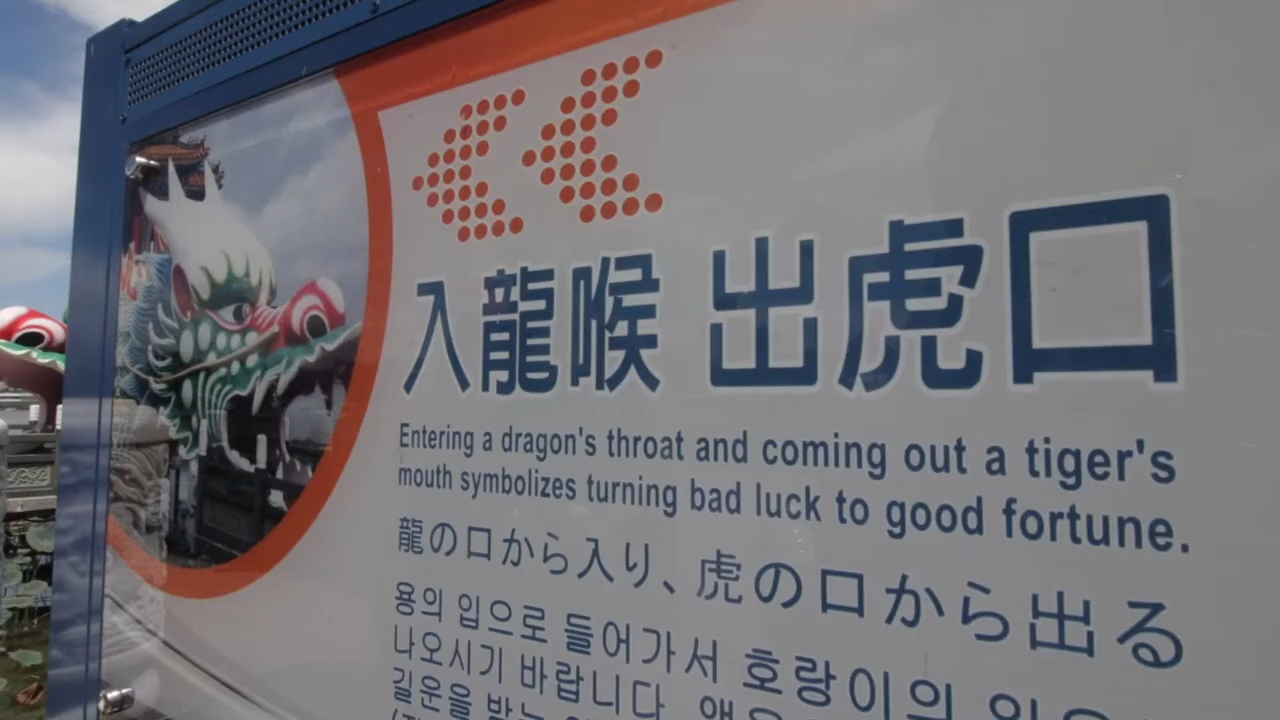 入龍喉 出虎口
Entering a dragon's throat and coming out a tiger's
mouth symbolizes turning bad luck to good fortune.
龍の口から入り、虎の口から出る
용의 입으로 들어가서 호랑이의 입으로
나오시기 바랍니다
길운을 받는